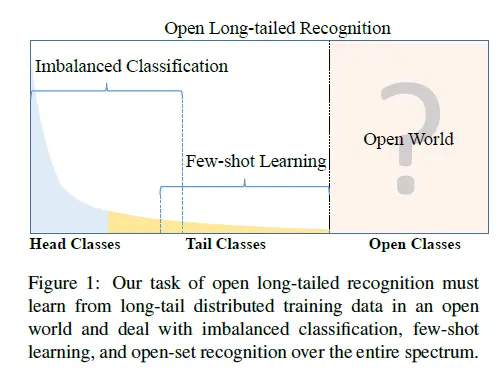 Open Long-tailed Recognition
Imbalanced Classification
?
Few-shot Learning
Open World
Head Classes
Tail Classes
Open Classes
Figure 1: Our task of open long-tailed recognition must
learn from long-tail distributed training data in an open
world and deal with imbalanced classification, few-shot
learning, and open-set recognition over the entire spectrum.